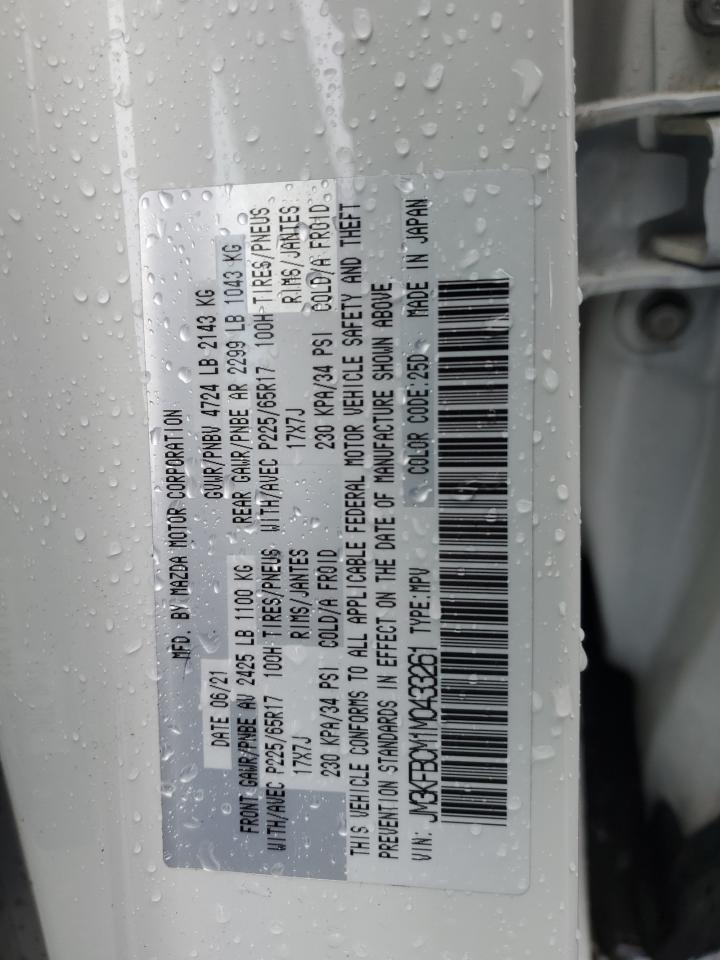 MFD. BY MAZDA MOTOR CORPORATION
DATE 06/21 GVWR/PNBV 4724 LB 2143 KG
FRONT GAWR/PNBE AV 2425 LB 1100 KG REAR GAWR/PNBE AR 2299 LB 1043 KG
WITH/AVEC P225/65R17 100H TIRES/PNEUS WITH/AVEC P225/65R17 100H TIRES/PNEUS
17X7J RIMS/JANTES 17X7J RIMS/JANTES
230 KPA/34 PSI COLD/A FROID 230 KPA/34 PSI COLD/A FROID
THIS VEHICLE CONFORMS TO ALL APPLICABLE FEDERAL MOTOR VEHICLE SAFETY AND THEFT
PREVENTION STANDARDS IN EFFECT ON THE DATE OF MANUFACTURE SHOWN ABOVE
VIN: JM3KFB0M1M0433261 TYPE:MPV COLOR CODE:25D MADE IN JAPAN